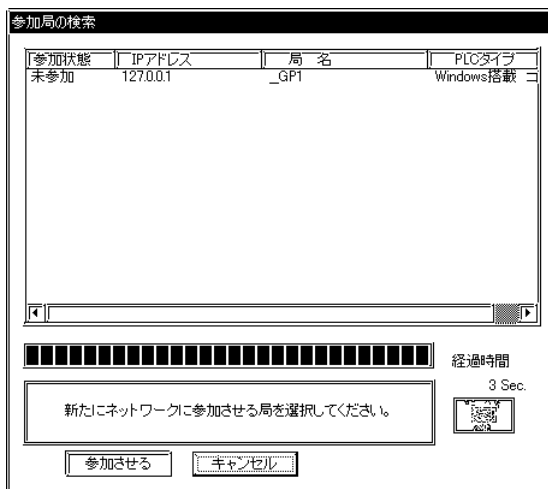 参加局の検索
参加状態 IPアドレス 局 名 PLCタイプ
未参加 127.0.0.1 _GP1 Windows搭載 コ
経過時間
3 Sec.
新たにネットワークに参加させる局を選択してください。
参加させる キャンセル